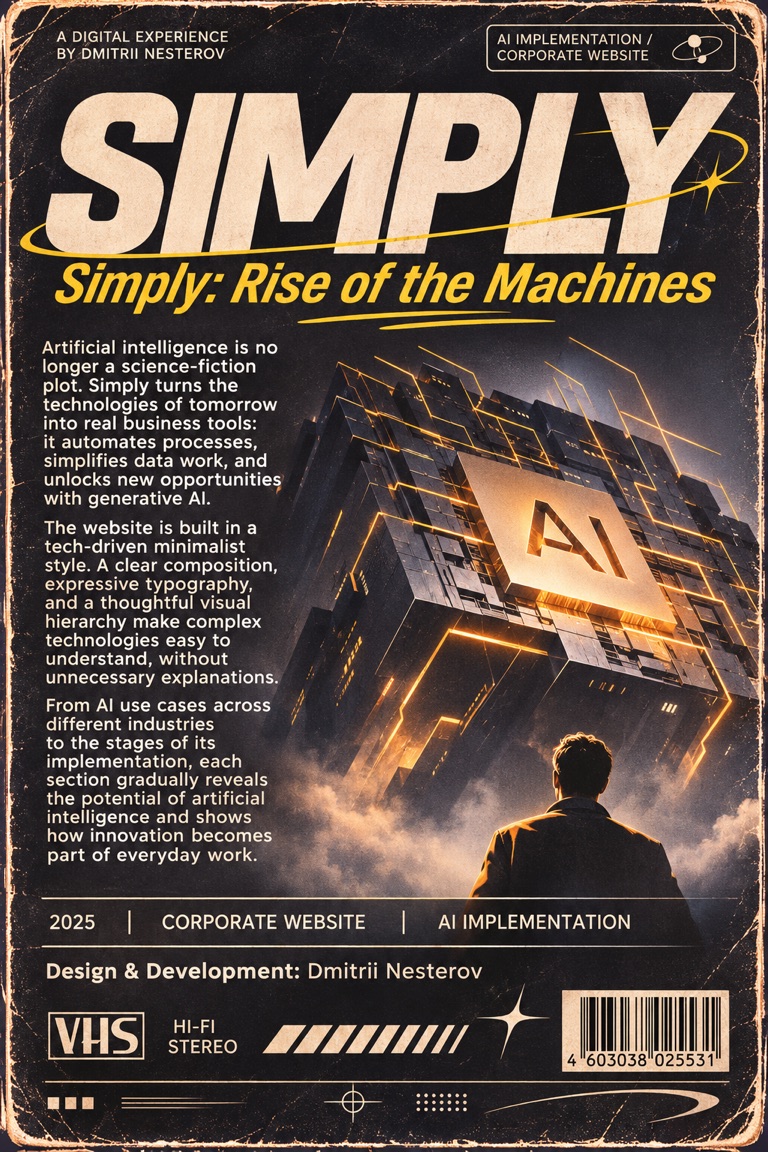 A DIGITAL EXPERIENCE
BY DMITRII NESTEROV
AI IMPLEMENTATION /
CORPORATE WEBSITE
SIMPLY
Simply: Rise of the Machines
Artificial intelligence is no
longer a science-fiction
plot. Simply turns the
technologies of tomorrow
into real business tools:
it automates processes,
simplifies data work, and
unlocks new opportunities
with generative AI.
The website is built in a
tech-driven minimalist
style. A clear composition,
expressive typography,
and a thoughtful visual
hierarchy make complex
technologies easy to
understand, without
unnecessary explanations.
From AI use cases across
different industries
to the stages of its
implementation, each
section gradually reveals
the potential of artificial
intelligence and shows
how innovation becomes
part of everyday work.
AI
2025 | CORPORATE WEBSITE | AI IMPLEMENTATION
Design & Development: Dmitrii Nesterov
VHS
HI-FI
STEREO
4 603038 025531